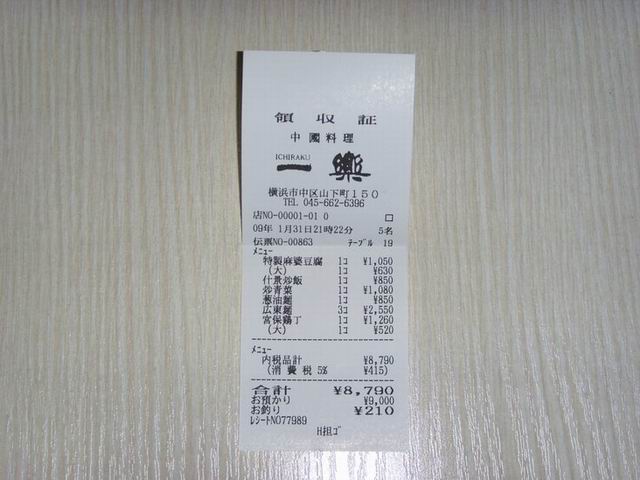 領収証
中國料理
ICHIRAKU
一樂
横浜市中区山下町150
TEL 045-662-6396
店NO-00001-01 0 口
09年 1月31日21時22分 5名
伝票NO-00863 テーブル 19
メニュー
特製麻婆豆腐 1コ ¥1,050
(大) 1コ ¥630
什景炒飯 1コ ¥850
炒青菜 1コ ¥1,080
葱油麺 1コ ¥850
広東麺 3コ ¥2,550
宮保鶏丁 1コ ¥1,260
(大) 1コ ¥520
メニュー
内税品計 ¥8,790
(消 費 税 5% ¥415)
合計 ¥8,790
お預かり ¥9,000
お釣り ¥210
レシートNO77989
H担ゴ